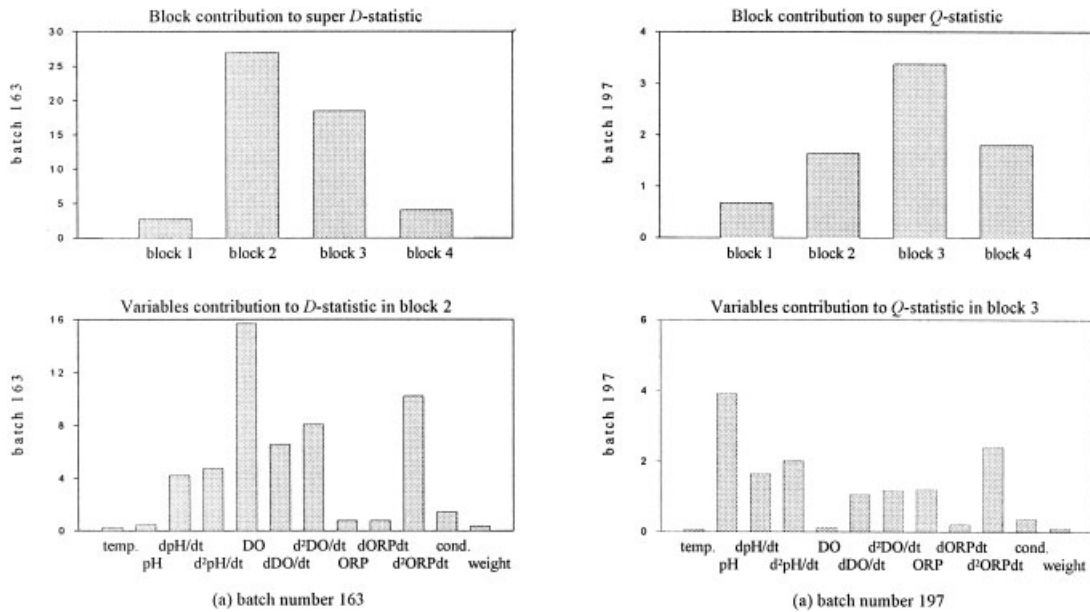 Block contribution to super D-statistic
30
25
20
15
10
5
0
batch 163
block 1 block 2 block 3 block 4
Block contribution to super Q-statistic
4
3
2
1
0
batch 197
block 1 block 2 block 3 block 4
Variables contribution to D-statistic in block 2
16
12
8
4
0
batch 163
temp. dpH/dt DO d²DO/dt dORPdt cond.
pH d²pH/dt dDO/dt ORP d²ORPdt weight
(a) batch number 163
Variables contribution to Q-statistic in block 3
6
4
2
0
batch 197
temp. dpH/dt DO d²DO/dt dORPdt cond.
pH d²pH/dt dDO/dt ORP d²ORPdt weight
(a) batch number 197